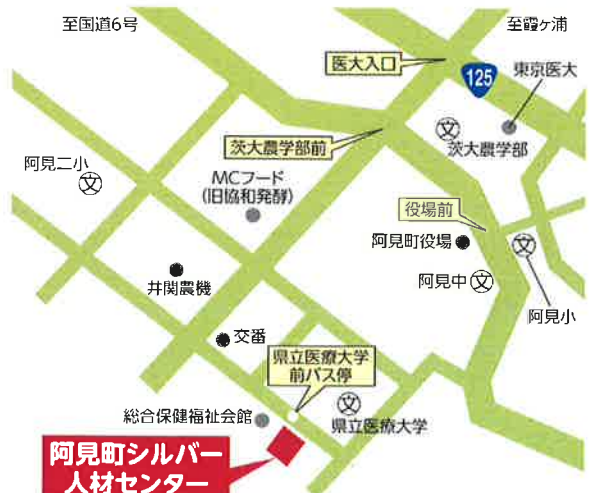 至国道6号
至霞ヶ浦
医大入口
125
東京医大
文
茨大農学部
茨大農学部前
阿見二小
文
MCフード
(旧協和発酵)
役場前
阿見町役場
文
阿見小
阿見中
文
井関農機
交番
県立医療大学
前バス停
文
県立医療大学
総合保健福祉会館
阿見町シルバー
人材センター